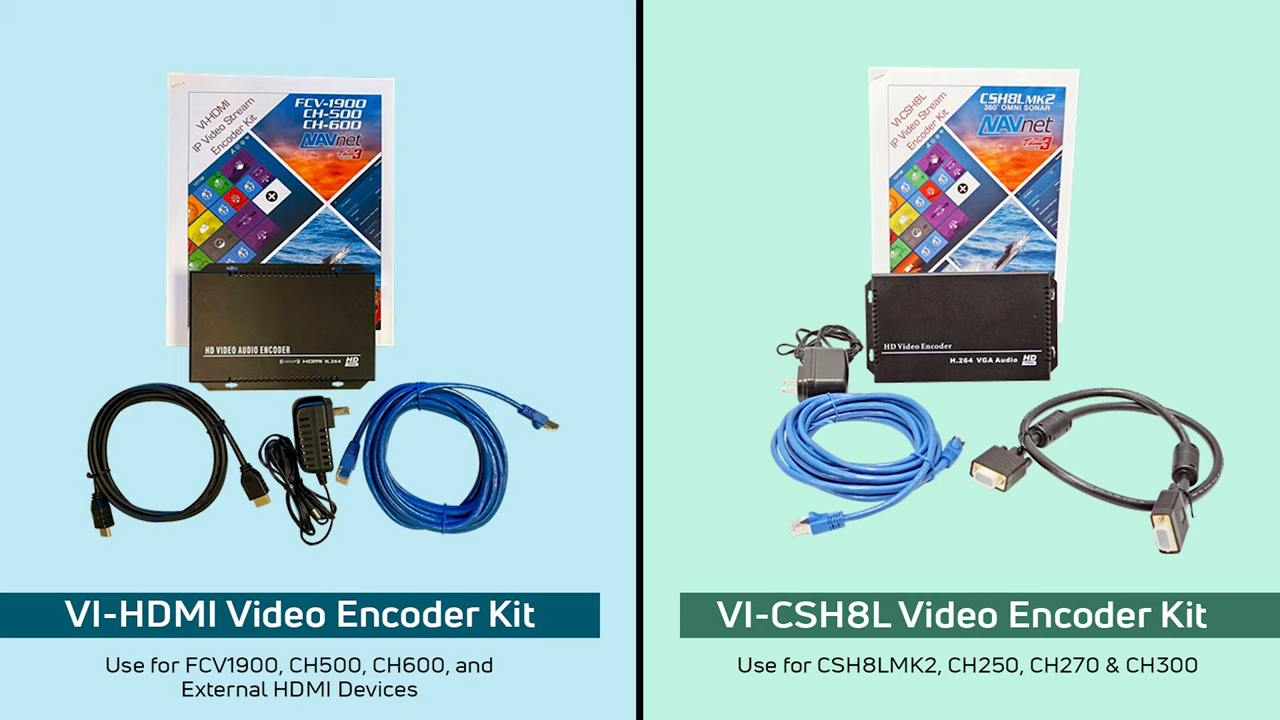 VI-HDMI
IP Video Stream
Encoder Kit
FCV-1900
CH-500
CH-600
NAVnet
HD VIDEO AUDIO ENCODER
HDMI H.264
HD
VI-HDMI Video Encoder Kit
Use for FCV1900, CH500, CH600, and
External HDMI Devices
VI-CSH8L
IP Video Stream
Encoder Kit
CSH8LMK2
360° OMNI SONAR
NAVnet
HD Video Encoder
H.264 VGA Audio
HD
VI-CSH8L Video Encoder Kit
Use for CSH8LMK2, CH250, CH270 & CH300